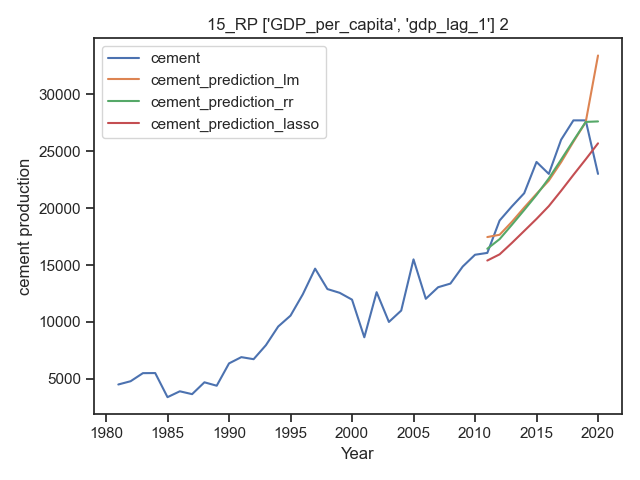 15_RP ['GDP_per_capita', 'gdp_lag_1'] 2
cement
cement_prediction_lm
cement_prediction_rr
cement_prediction_lasso
30000
25000
20000
15000
10000
5000
cement production
1980 1985 1990 1995 2000 2005 2010 2015 2020
Year